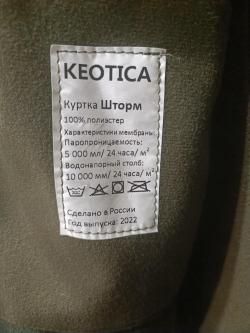 KEOTICA
Куртка Шторм
100% полиэстер
Характеристики мембраны:
Паропроницаемость:
5 000 мл/ 24 часа/ м²
Водонапорный столб:
10 000 мм/ 24 часа/ м²
Сделано в России
Год выпуска: 2022